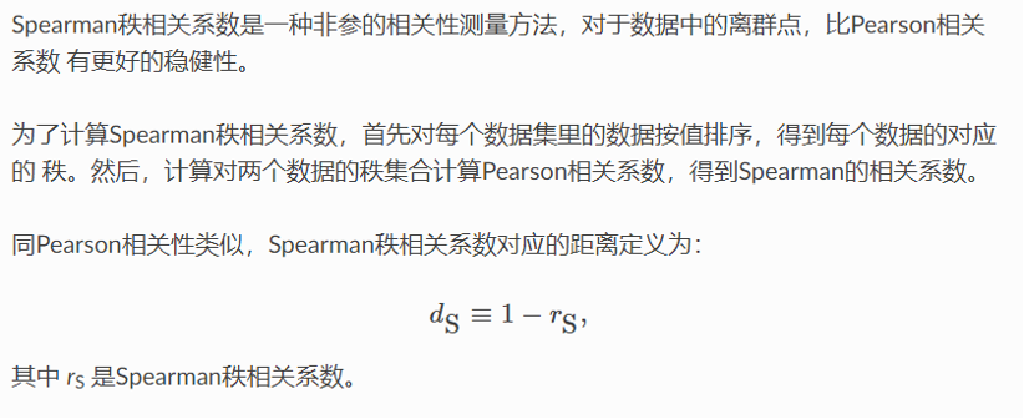 Spearman秩相关系数是一种非参的相关性测量方法，对于数据中的离群点，比Pearson相关
系数 有更好的稳健性。
为了计算Spearman秩相关系数，首先对每个数据集里的数据按值排序，得到每个数据的对应
的 秩。然后，计算对两个数据的秩集合计算Pearson相关系数，得到Spearman的相关系数。
同Pearson相关性类似，Spearman秩相关系数对应的距离定义为：
d_S ≡ 1 − r_S,
其中 r_S 是Spearman秩相关系数。